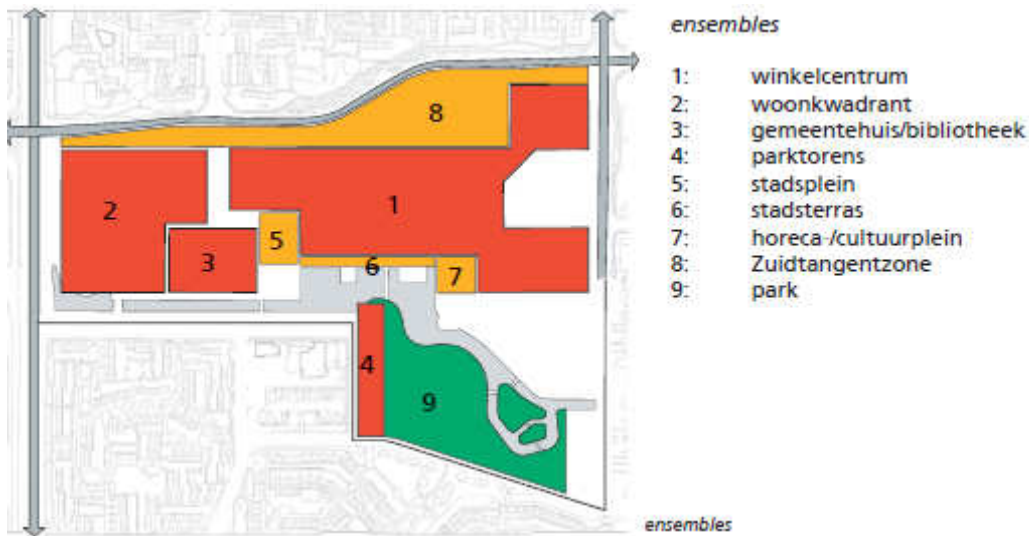 ensembles
1: winkelcentrum
2: woonkwadrant
3: gemeentehuis/bibliotheek
4: parktorens
5: stadsplein
6: stadsterras
7: horeca-/cultuurplein
8: Zuidtangentzone
9: park
8
2
1
3
5
6
7
4
9
ensembles